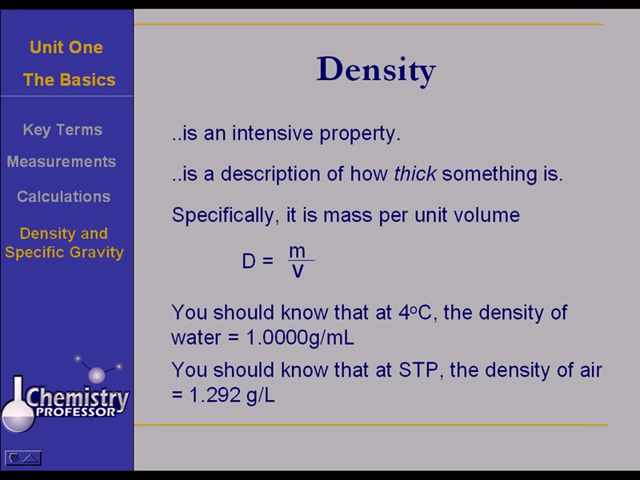 Unit One
The Basics
Key Terms
Measurements
Calculations
Density and
Specific Gravity
Chemistry
PROFESSOR
Density
..is an intensive property.
..is a description of how thick something is.
Specifically, it is mass per unit volume
D = m
v
You should know that at 4°C, the density of
water = 1.0000g/mL
You should know that at STP, the density of air
= 1.292 g/L